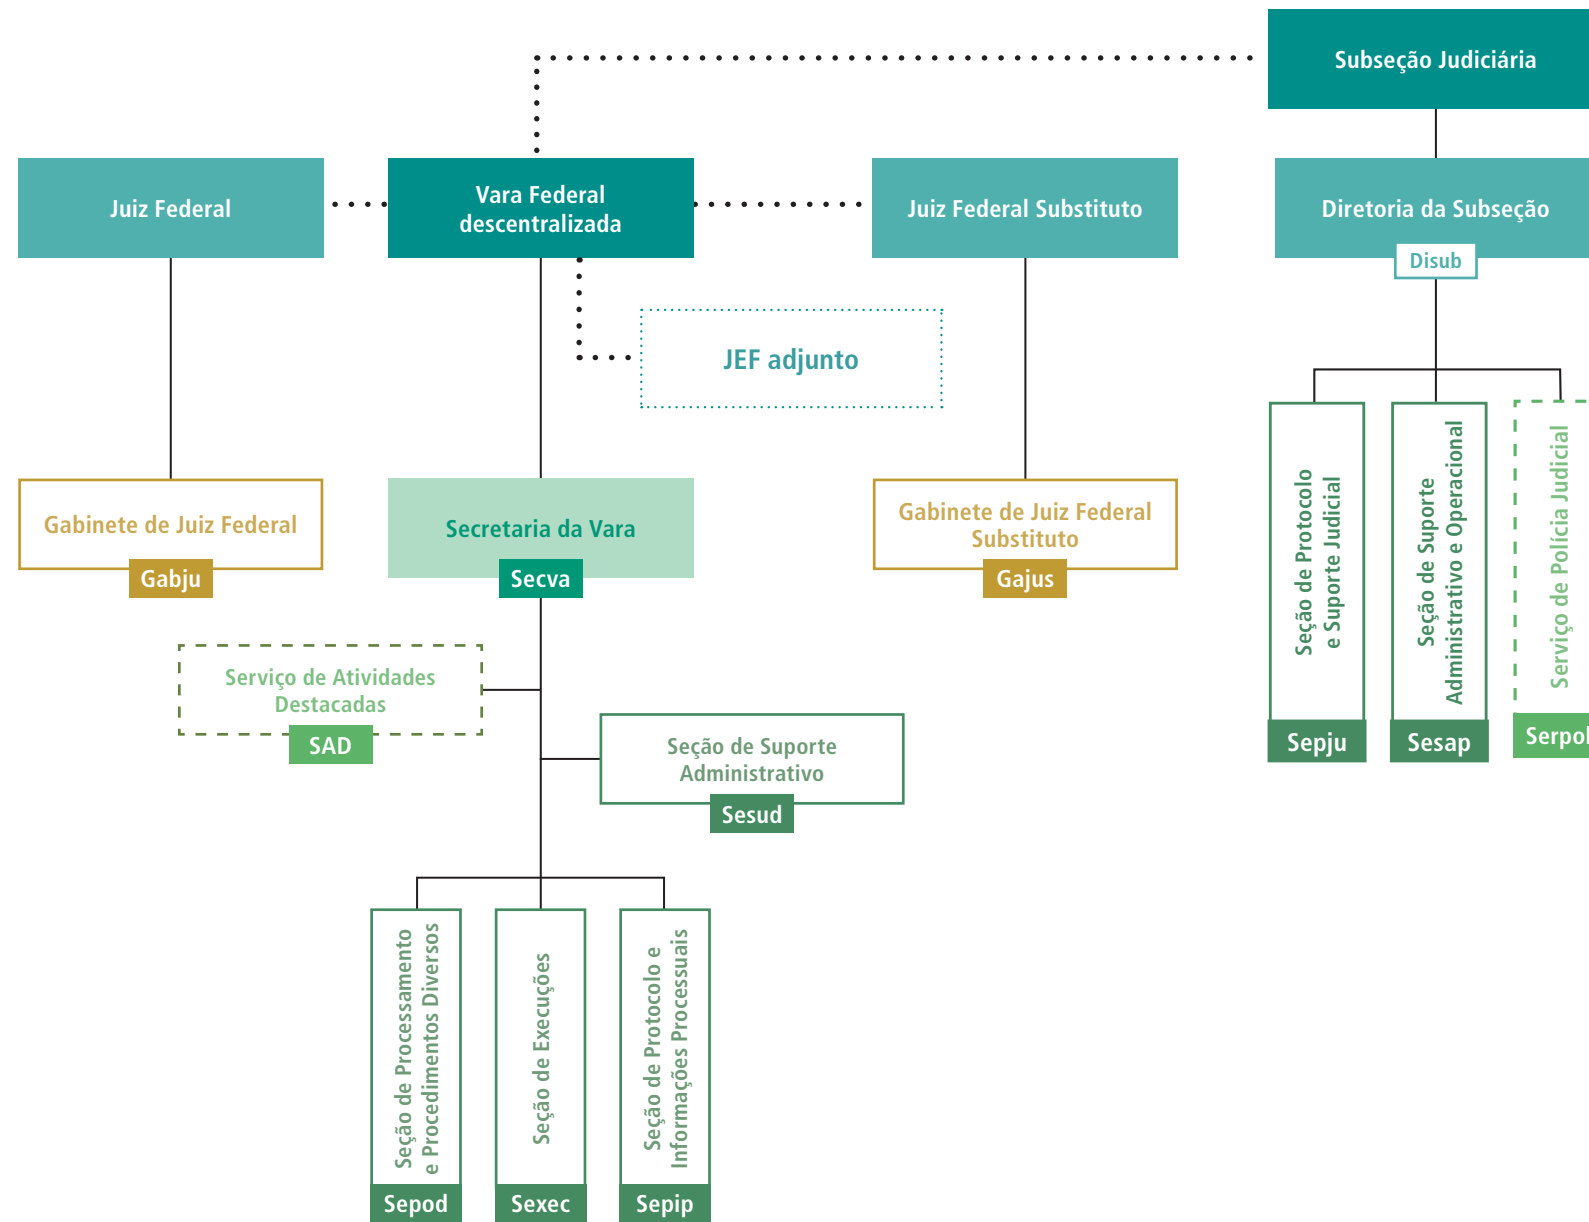 Subseção Judiciária
Juiz Federal
Vara Federal
descentralizada
Juiz Federal Substituto
Diretoria da Subseção
Disub
JEF adjunto
Gabinete de Juiz Federal
Gabju
Secretaria da Vara
Secva
Gabinete de Juiz Federal
Substituto
Gajus
Seção de Protocolo
e Suporte Judicial
Sepju
Seção de Suporte
Administrativo e Operacional
Sesap
Serviço de Polícia Judicial
Serpol
Serviço de Atividades
Destacadas
SAD
Seção de Suporte
Administrativo
Sesud
Seção de Processamento
e Procedimentos Diversos
Sepod
Seção de Execuções
Sexec
Seção de Protocolo e
Informações Processuais
Sepip